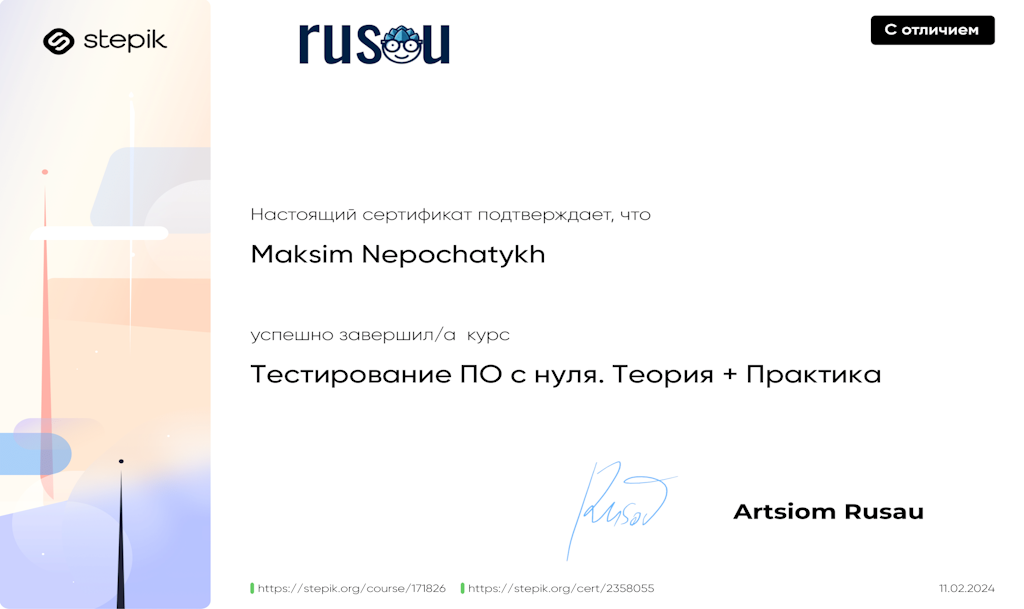 stepik
rusou
С отличием
Настоящий сертификат подтверждает, что
Maksim Nepochatykh
успешно завершил/а курс
Тестирование ПО с нуля. Теория + Практика
Rusau
Artsiom Rusau
https://stepik.org/course/171826
https://stepik.org/cert/2358055
11.02.2024